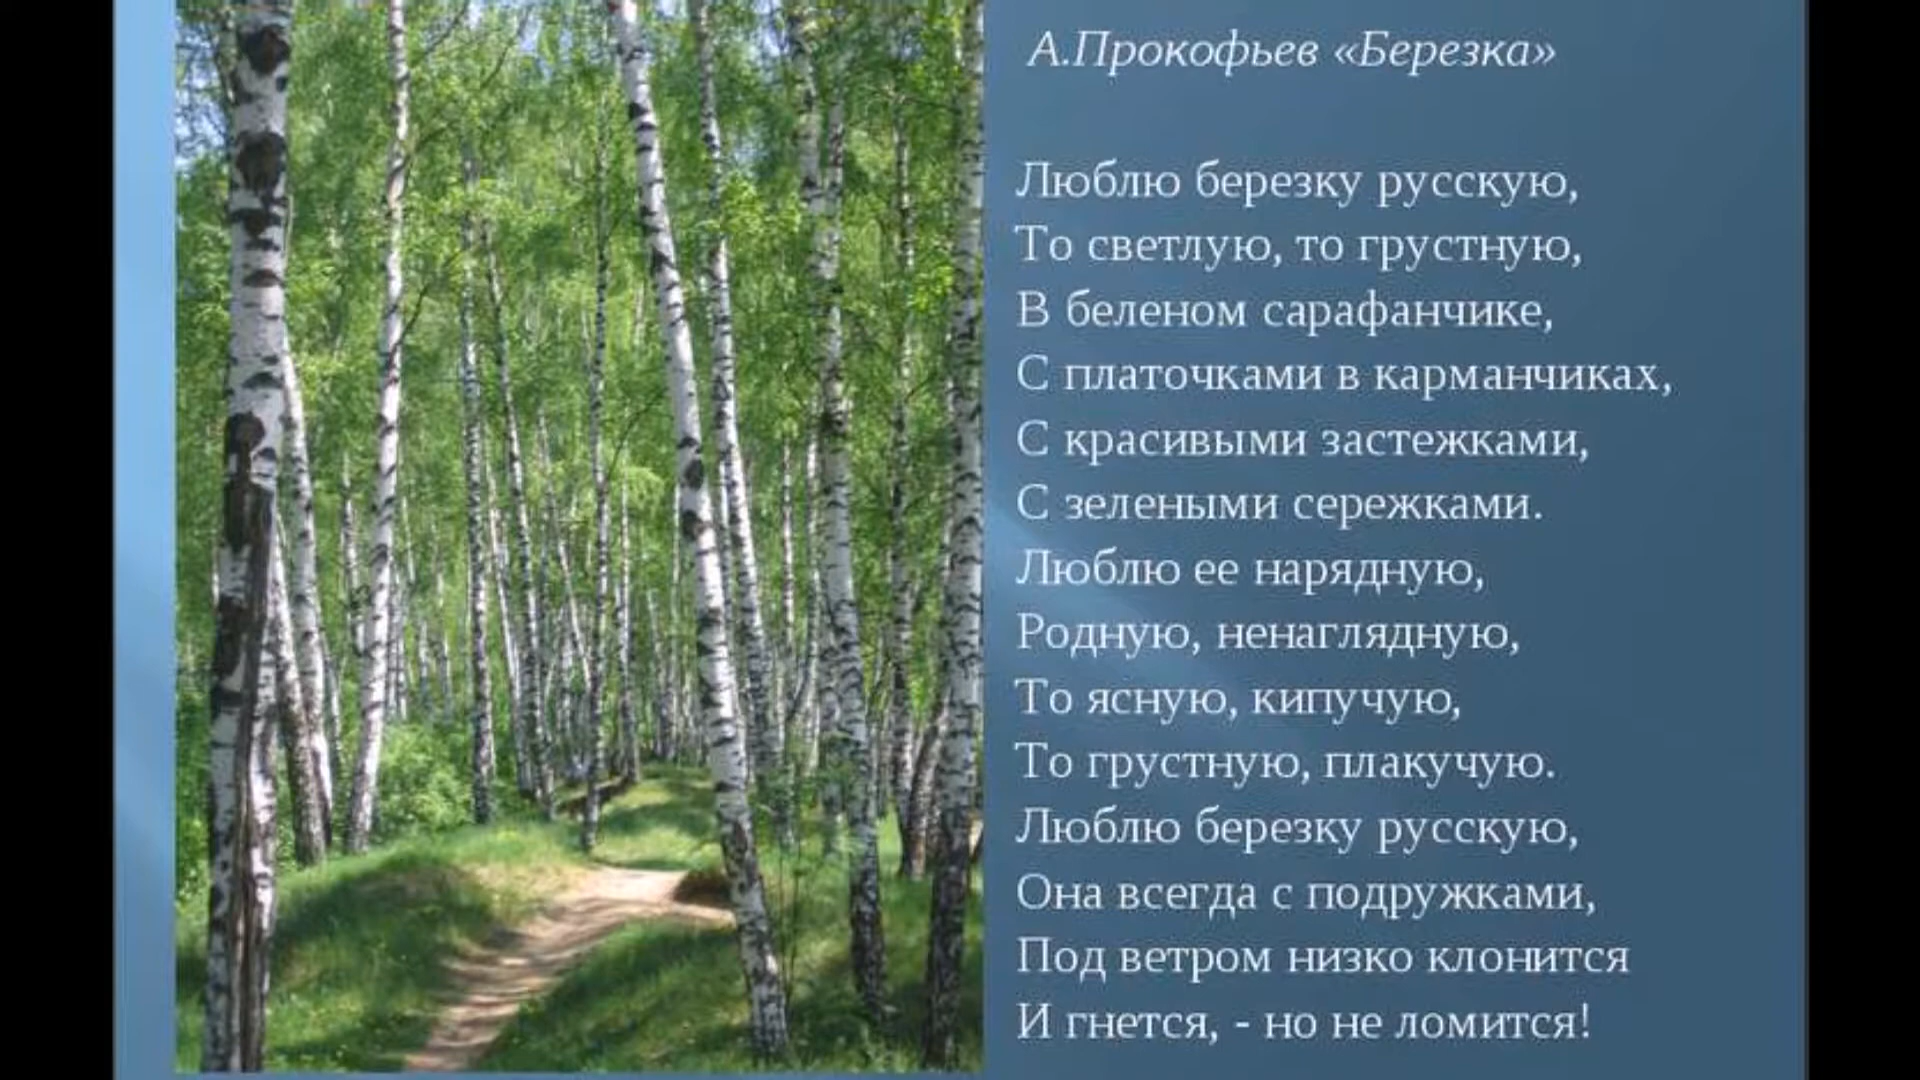 А.Прокофьев «Березка»
Люблю березку русскую,
То светлую, то грустную,
В беленом сарафанчике,
С платочками в карманчиках,
С красивыми застежками,
С зелеными сережками.
Люблю ее нарядную,
Родную, ненаглядную,
То ясную, кипучую,
То грустную, плакучую.
Люблю березку русскую,
Она всегда с подружками,
Под ветром низко клонится
И гнется, - но не ломится!